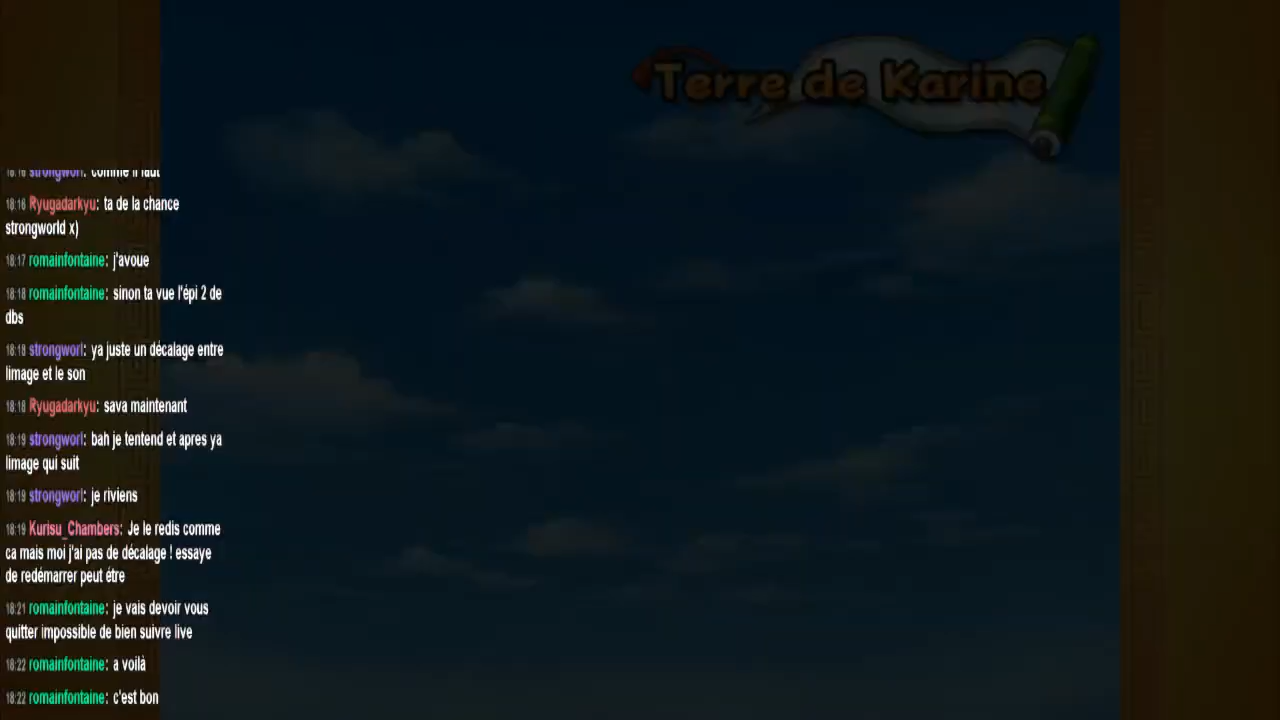 Terre de Karine
18:16 strongworl: comme il faut
18:16 Ryugadarkyu: ta de la chance
strongworld x)
18:17 romainfontaine: j'avoue
18:18 romainfontaine: sinon ta vue l'épi 2 de
dbs
18:18 strongworl: ya juste un décalage entre
limage et le son
18:18 Ryugadarkyu: sava maintenant
18:19 strongworl: bah je tentend et apres ya
limage qui suit
18:19 strongworl: je riviens
18:19 Kurisu_Chambers: Je le redis comme
ca mais moi j'ai pas de décalage ! essaye
de redémarrer peut étre
18:21 romainfontaine: je vais devoir vous
quitter impossible de bien suivre live
18:22 romainfontaine: a voilà
18:22 romainfontaine: c'est bon